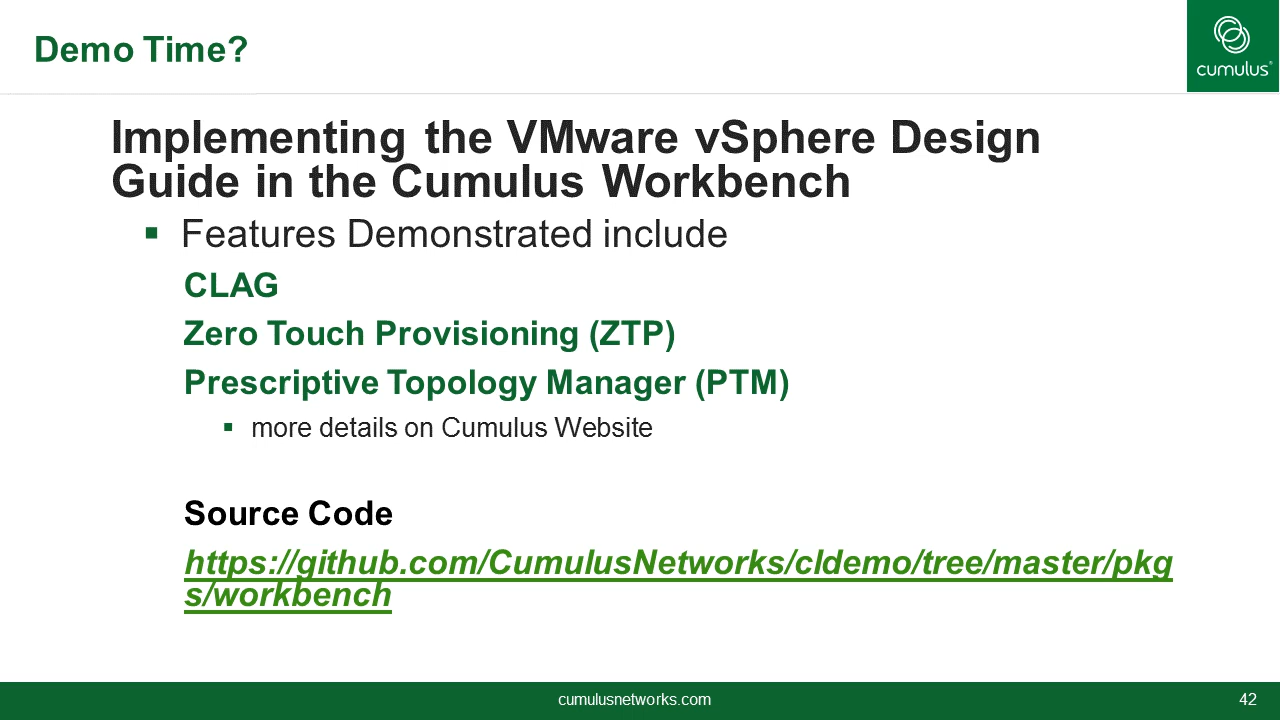 Demo Time?
cumulus®
Implementing the VMware vSphere Design
Guide in the Cumulus Workbench
▪ Features Demonstrated include
CLAG
Zero Touch Provisioning (ZTP)
Prescriptive Topology Manager (PTM)
▪ more details on Cumulus Website
Source Code
https://github.com/CumulusNetworks/cldemo/tree/master/pkg
s/workbench
cumulusnetworks.com
42